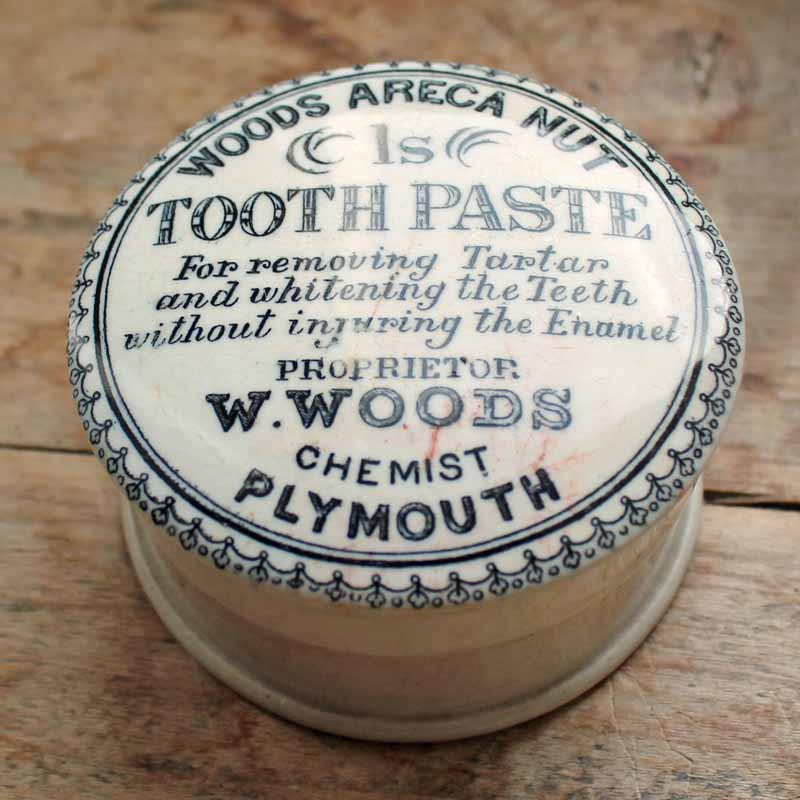 WOODS ARECA NUT
1s
TOOTH PASTE
For removing Tartar
and whitening the Teeth
without injuring the Enamel
PROPRIETOR
W. WOODS
CHEMIST
PLYMOUTH